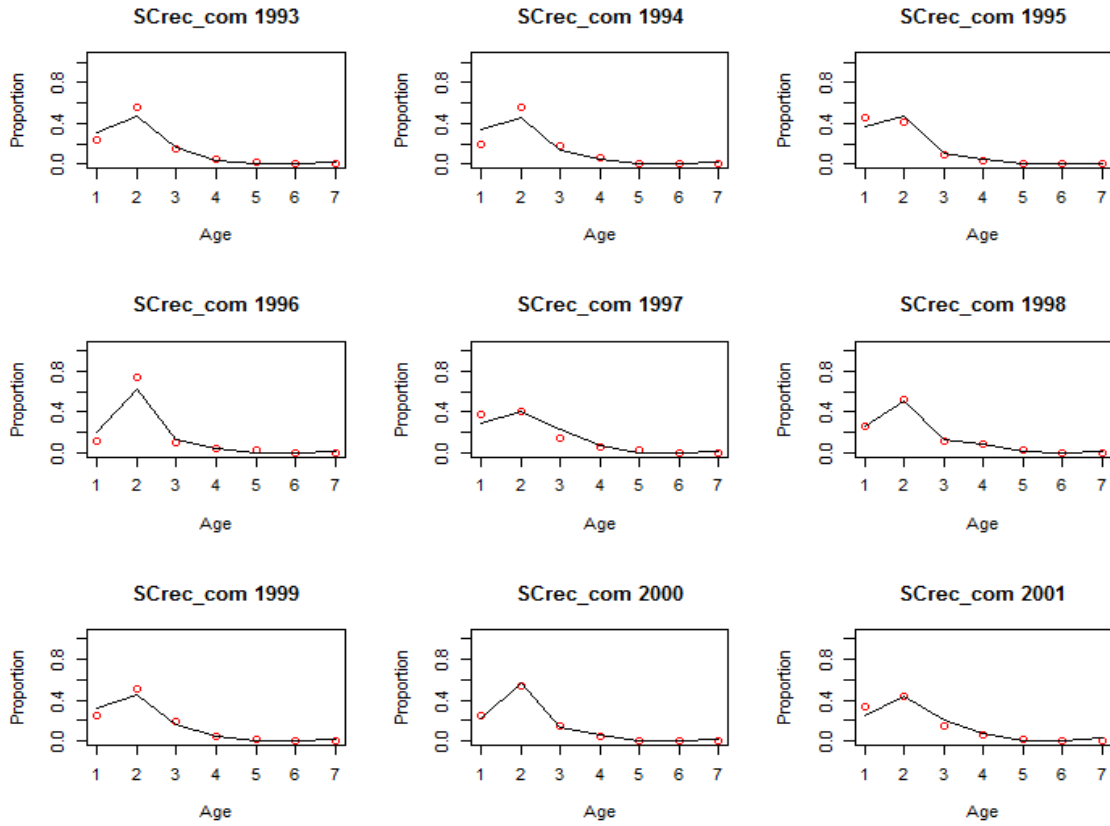 SCrec_com 1993
Proportion
0.0 0.4 0.8
1 2 3 4 5 6 7
Age
SCrec_com 1994
Proportion
0.0 0.4 0.8
1 2 3 4 5 6 7
Age
SCrec_com 1995
Proportion
0.0 0.4 0.8
1 2 3 4 5 6 7
Age
SCrec_com 1996
Proportion
0.0 0.4 0.8
1 2 3 4 5 6 7
Age
SCrec_com 1997
Proportion
0.0 0.4 0.8
1 2 3 4 5 6 7
Age
SCrec_com 1998
Proportion
0.0 0.4 0.8
1 2 3 4 5 6 7
Age
SCrec_com 1999
Proportion
0.0 0.4 0.8
1 2 3 4 5 6 7
Age
SCrec_com 2000
Proportion
0.0 0.4 0.8
1 2 3 4 5 6 7
Age
SCrec_com 2001
Proportion
0.0 0.4 0.8
1 2 3 4 5 6 7
Age